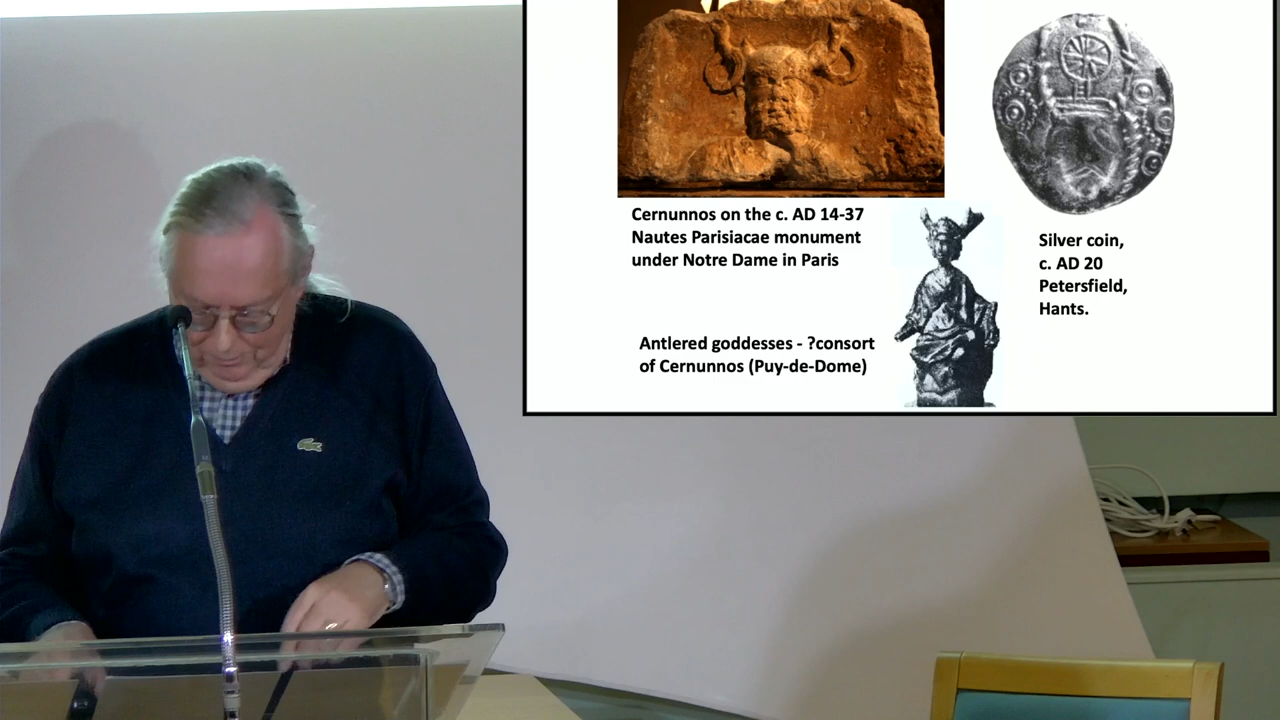 Cernunnos on the c. AD 14-37
Nautes Parisiacae monument
under Notre Dame in Paris
Silver coin,
c. AD 20
Petersfield,
Hants.
Antlered goddesses - ?consort
of Cernunnos (Puy-de-Dome)